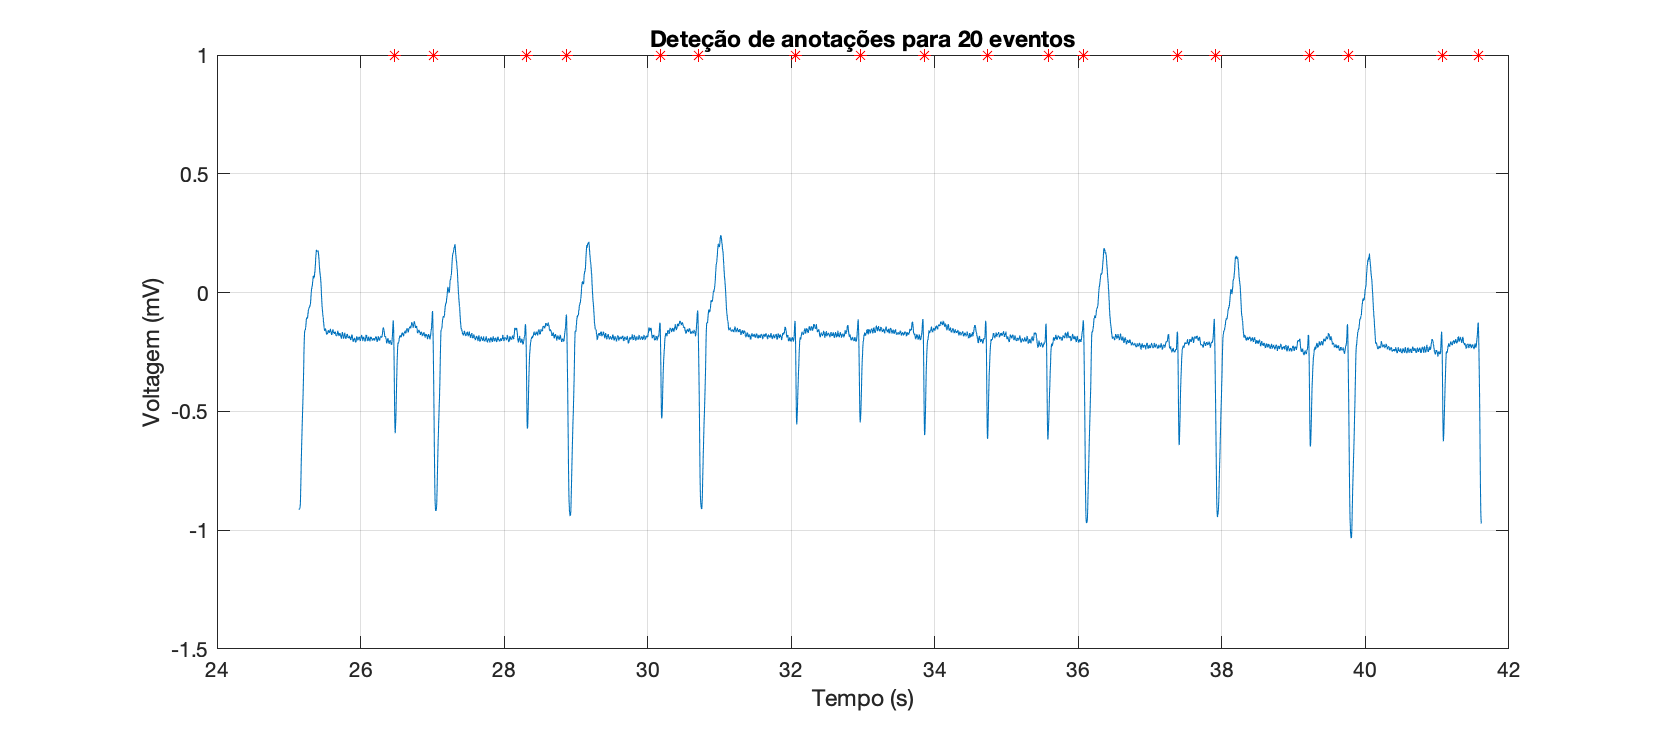 Deteção de anotações para 20 eventos
1
0.5
0
-0.5
-1
-1.5
Voltagem (mV)
24 26 28 30 32 34 36 38 40 42
Tempo (s)